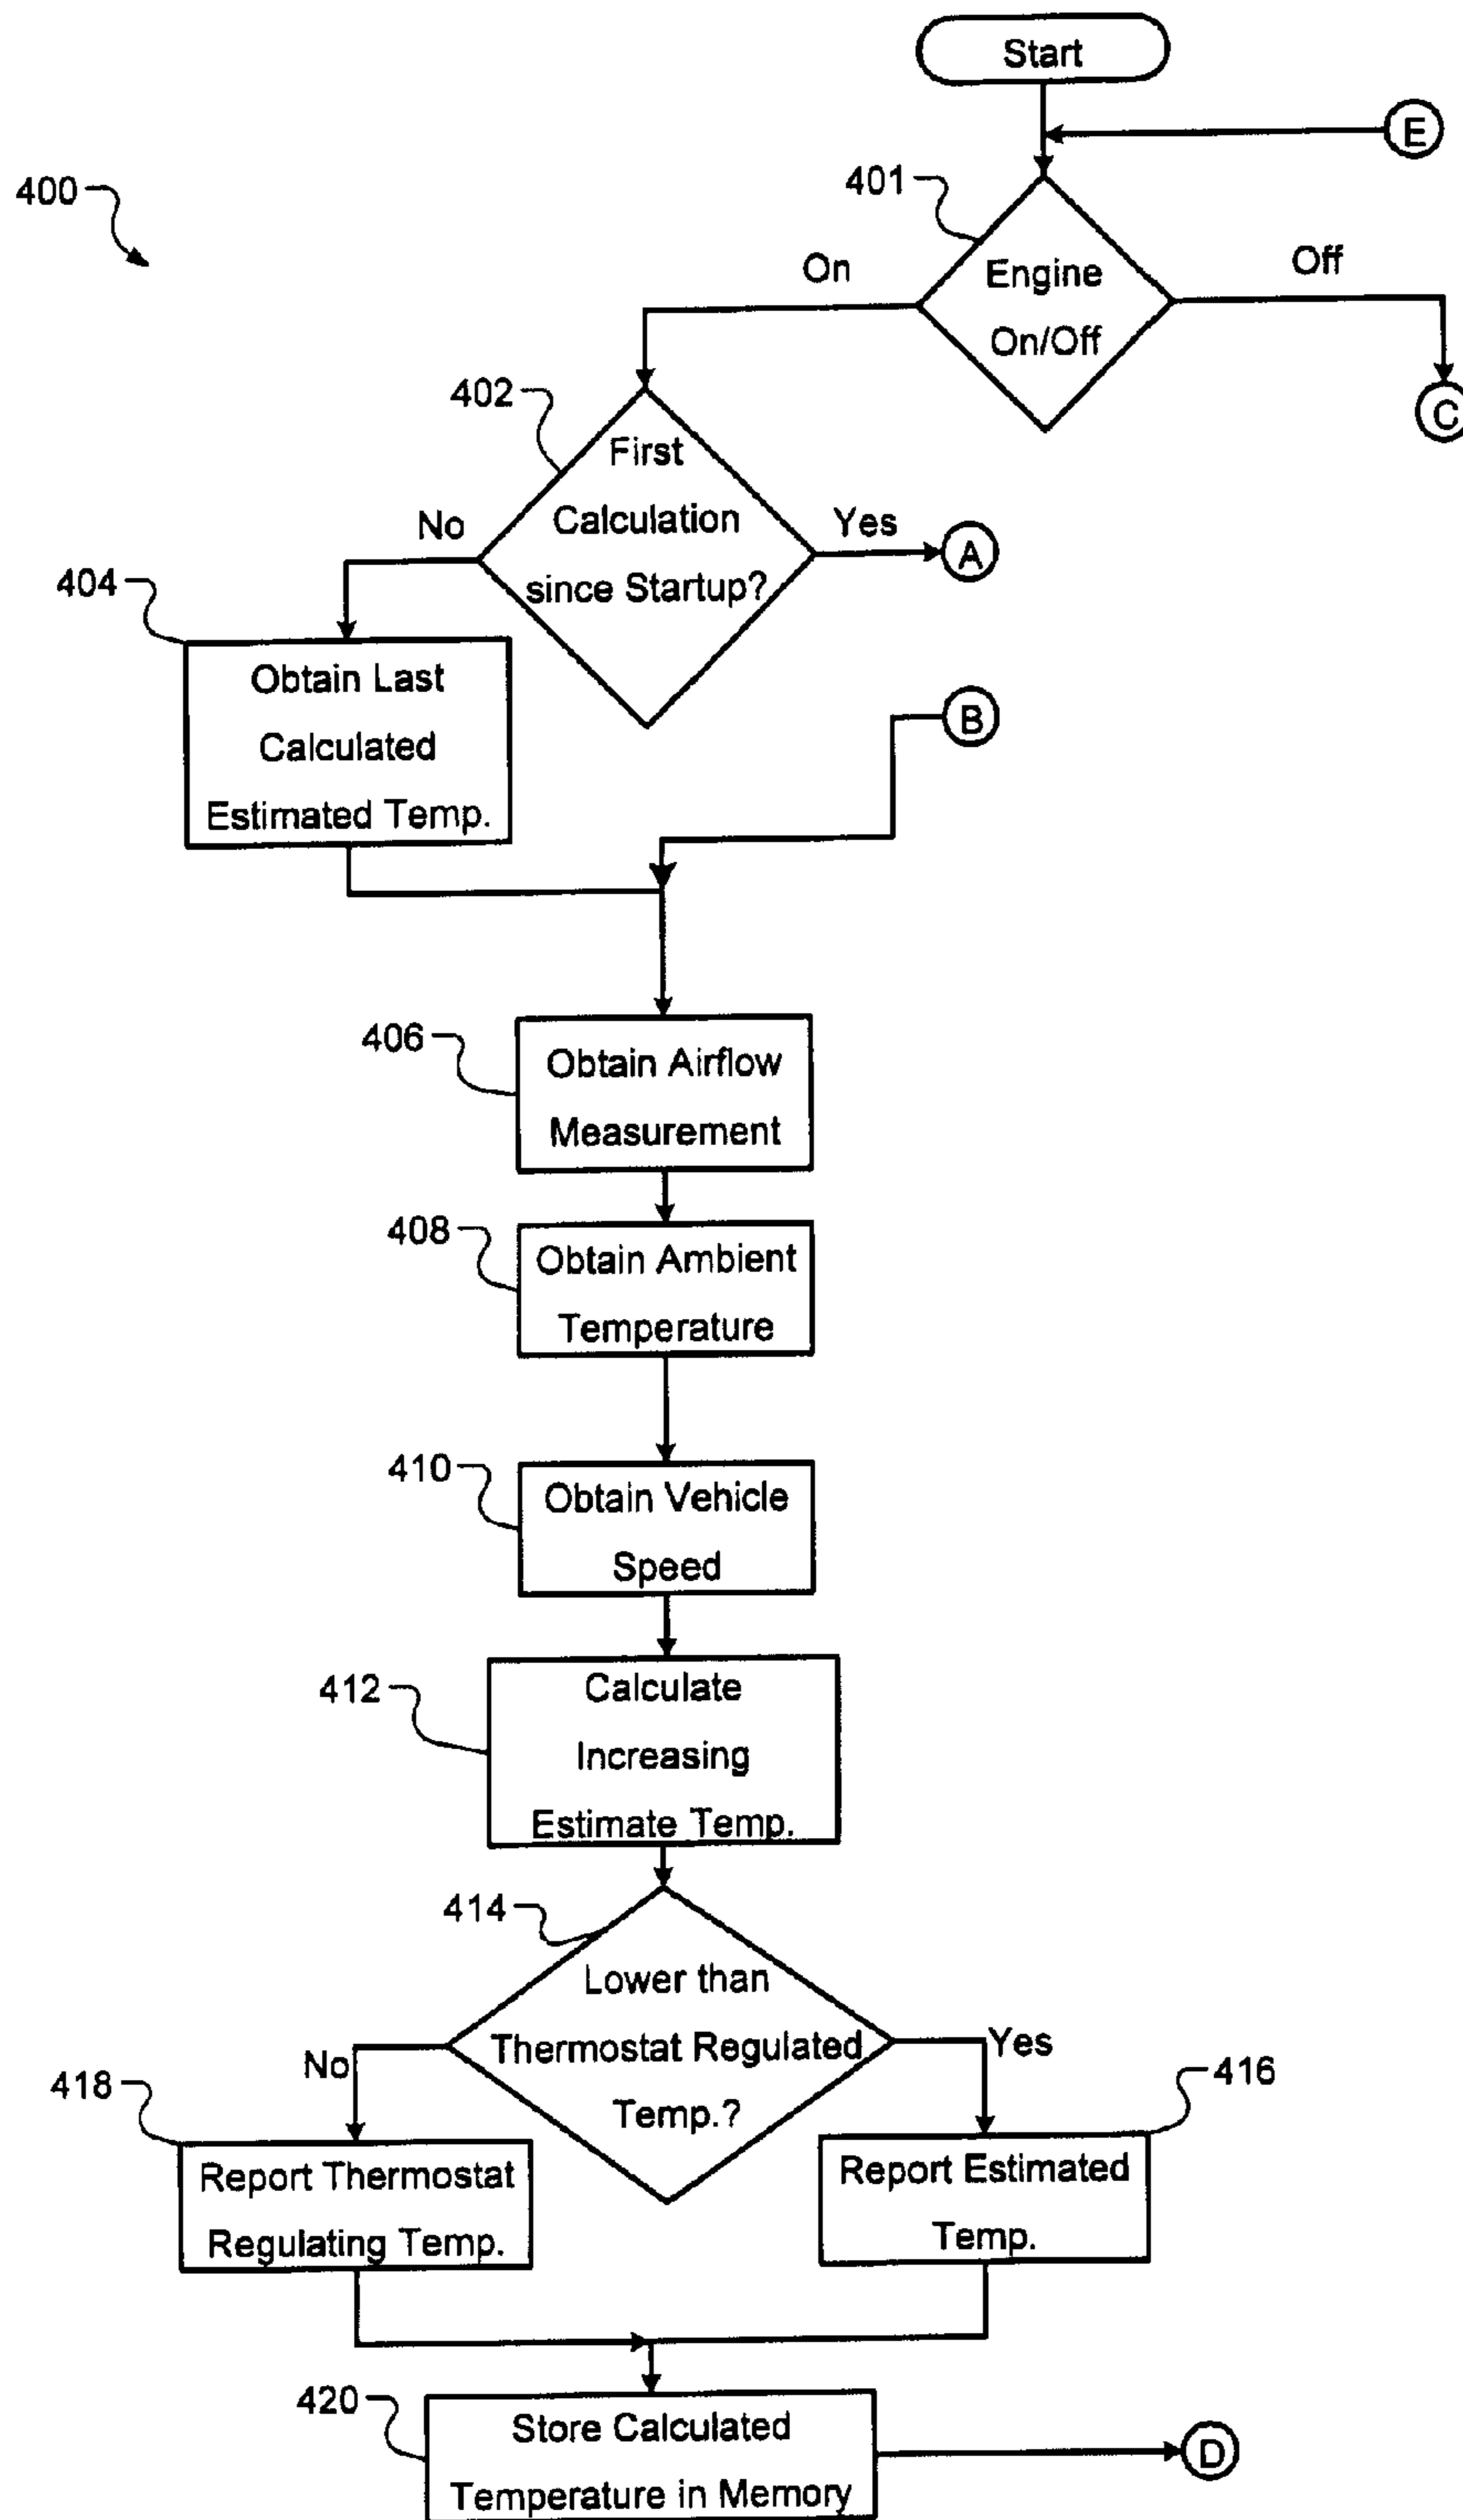 Start
E
400
401
Engine
On/Off
On
Off
C
402
First
Calculation
since Startup?
No
Yes
A
404
Obtain Last
Calculated
Estimated Temp.
B
406
Obtain Airflow
Measurement
408
Obtain Ambient
Temperature
410
Obtain Vehicle
Speed
412
Calculate
Increasing
Estimate Temp.
414
Lower than
Thermostat Regulated
Temp.?
No
Yes
418
Report Thermostat
Regulating Temp.
416
Report Estimated
Temp.
420
Store Calculated
Temperature in Memory
D